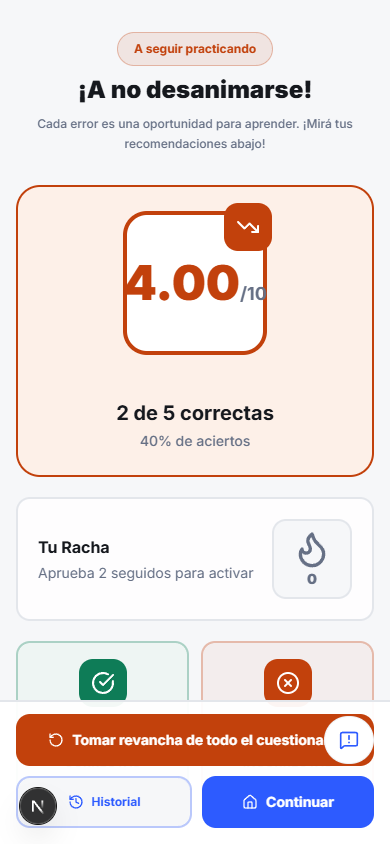 A seguir practicando
¡A no desanimarse!
Cada error es una oportunidad para aprender. ¡Mirá tus
recomendaciones abajo!
4.00/10
2 de 5 correctas
40% de aciertos
Tu Racha
Aprueba 2 seguidos para activar
0
Tomar revancha de todo el
Historial
Continuar
N